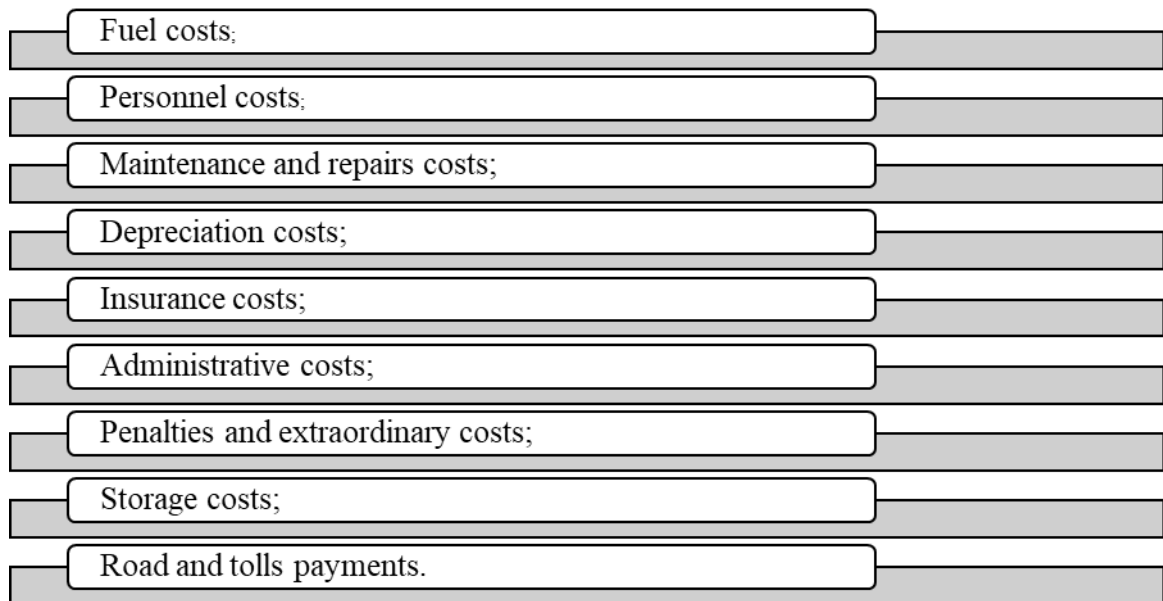 Fuel costs;
Personnel costs;
Maintenance and repairs costs;
Depreciation costs;
Insurance costs;
Administrative costs;
Penalties and extraordinary costs;
Storage costs;
Road and tolls payments.